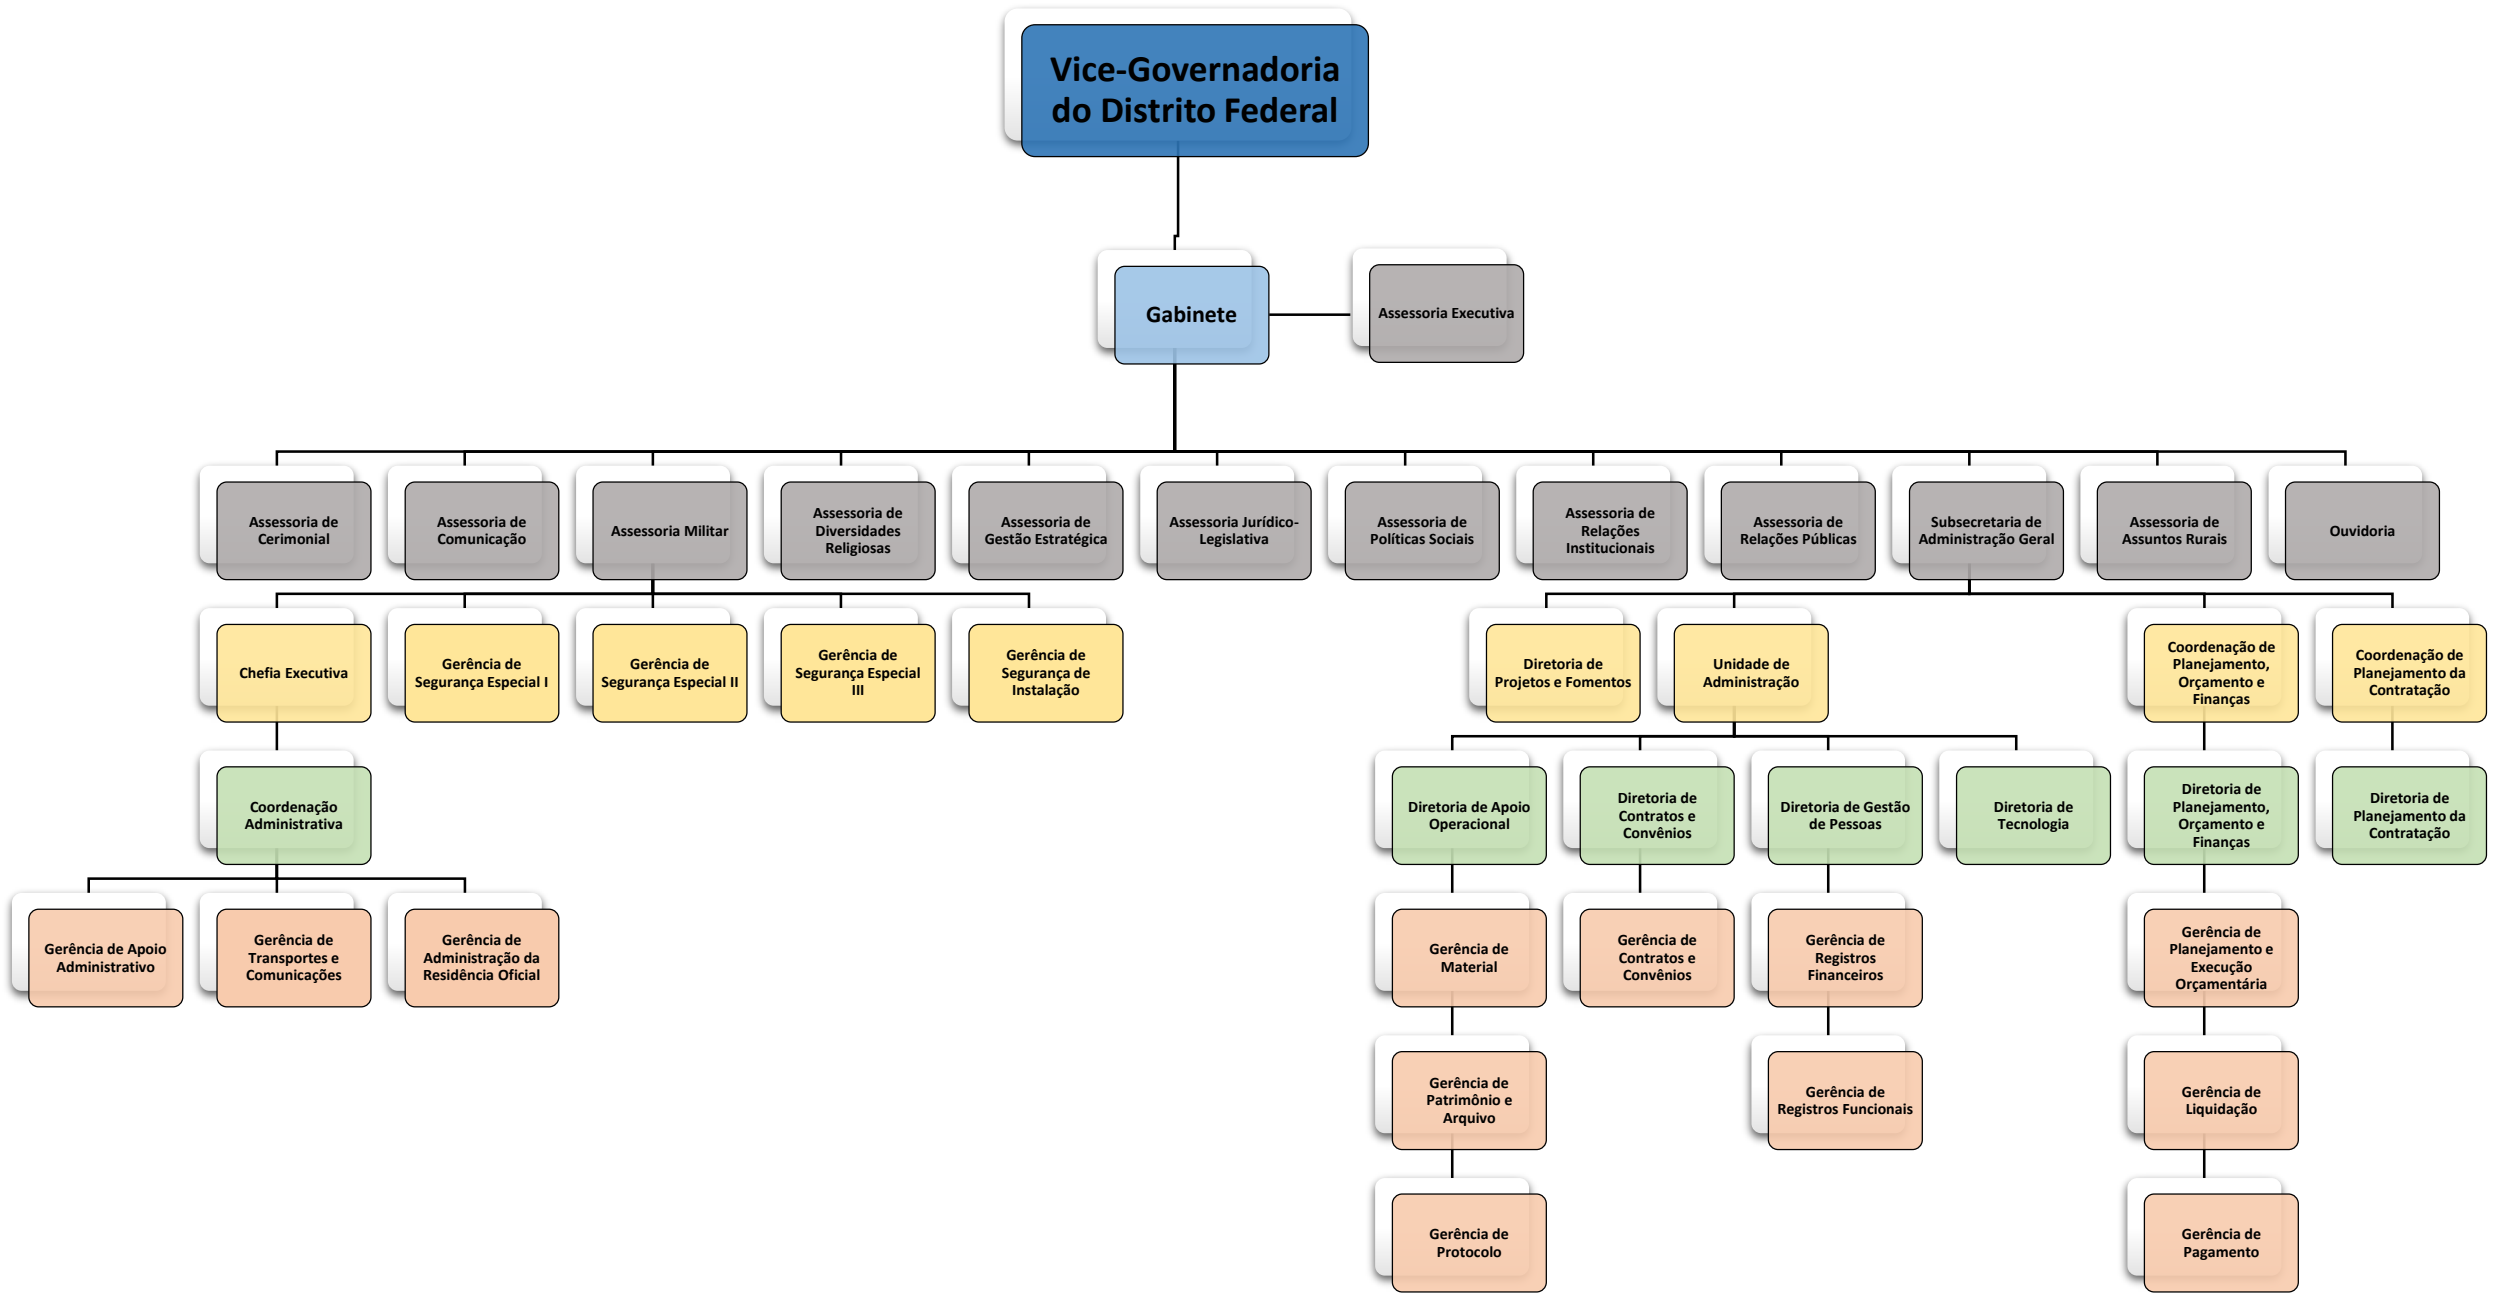 Vice-Governadoria
do Distrito Federal
Gabinete
Assessoria Executiva
Assessoria de
Cerimonial
Assessoria de
Comunicação
Assessoria Militar
Assessoria de
Diversidades
Religiosas
Assessoria de
Gestão Estratégica
Assessoria Jurídico-
Legislativa
Assessoria de
Políticas Sociais
Assessoria de
Relações
Institucionais
Assessoria de
Relações Públicas
Subsecretaria de
Administração Geral
Assessoria de
Assuntos Rurais
Ouvidoria
Chefia Executiva
Gerência de
Segurança Especial I
Gerência de
Segurança Especial II
Gerência de
Segurança Especial
III
Gerência de
Segurança de
Instalação
Diretoria de
Projetos e Fomentos
Unidade de
Administração
Coordenação de
Planejamento,
Orçamento e
Finanças
Coordenação de
Planejamento da
Contratação
Coordenação
Administrativa
Diretoria de Apoio
Operacional
Diretoria de
Contratos e
Convênios
Diretoria de Gestão
de Pessoas
Diretoria de
Tecnologia
Diretoria de
Planejamento,
Orçamento e
Finanças
Diretoria de
Planejamento da
Contratação
Gerência de Apoio
Administrativo
Gerência de
Transportes e
Comunicações
Gerência de
Administração da
Residência Oficial
Gerência de
Material
Gerência de
Contratos e
Convênios
Gerência de
Registros
Financeiros
Gerência de
Planejamento e
Execução
Orçamentária
Gerência de
Patrimônio e
Arquivo
Gerência de
Registros Funcionais
Gerência de
Liquidação
Gerência de
Protocolo
Gerência de
Pagamento